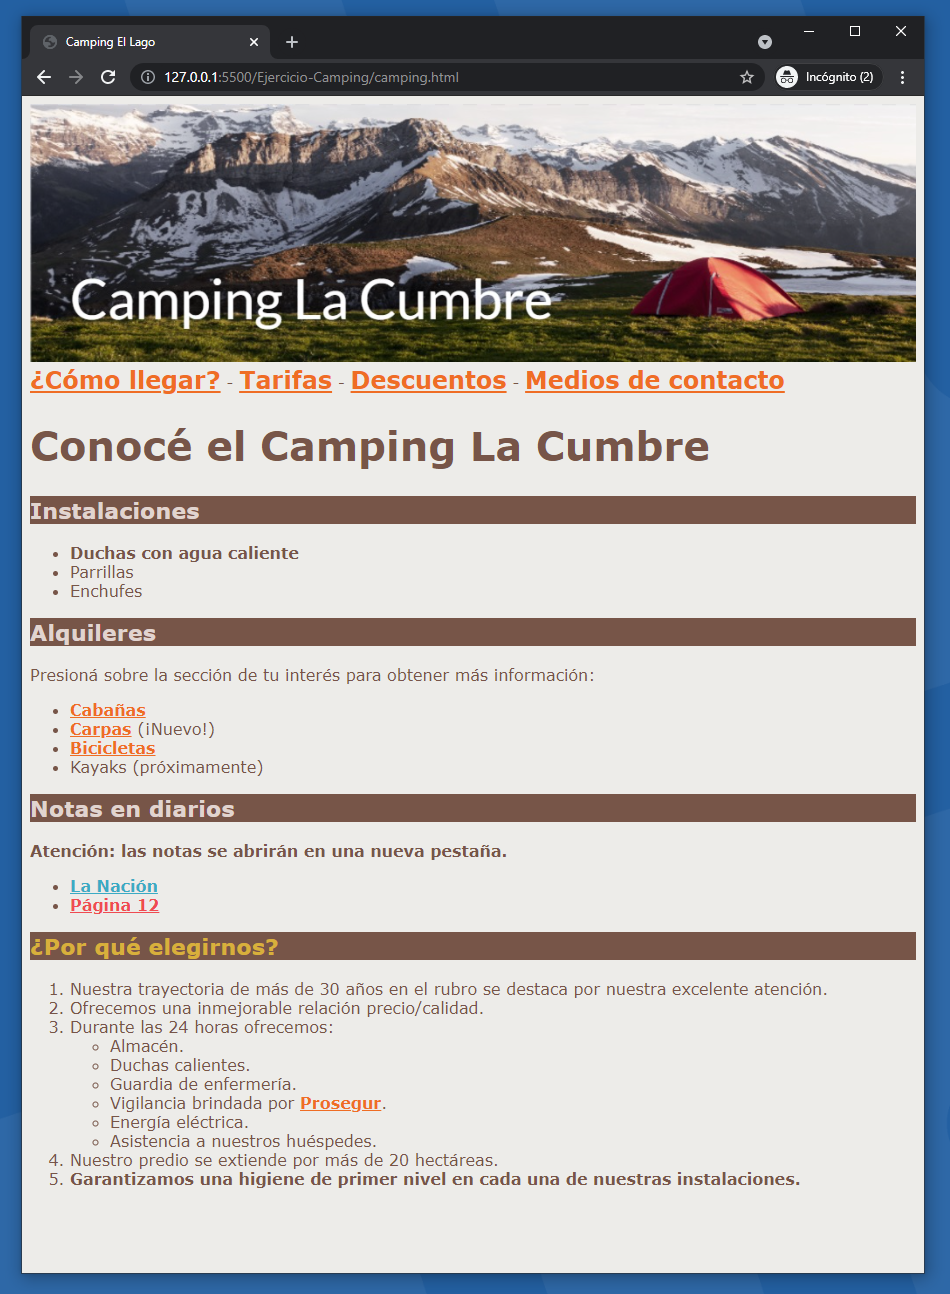 Camping El Lago
127.0.0.1:5500/Ejercicio-Camping/camping.html
Incógnito (2)
Camping La Cumbre
¿Cómo llegar? - Tarifas - Descuentos - Medios de contacto
Conocé el Camping La Cumbre
Instalaciones
• Duchas con agua caliente
• Parrillas
• Enchufes
Alquileres
Presioná sobre la sección de tu interés para obtener más información:
• Cabañas
• Carpas (¡Nuevo!)
• Bicicletas
• Kayaks (próximamente)
Notas en diarios
Atención: las notas se abrirán en una nueva pestaña.
• La Nación
• Página 12
¿Por qué elegirnos?
1. Nuestra trayectoria de más de 30 años en el rubro se destaca por nuestra excelente atención.
2. Ofrecemos una inmejorable relación precio/calidad.
3. Durante las 24 horas ofrecemos:
◦ Almacén.
◦ Duchas calientes.
◦ Guardia de enfermería.
◦ Vigilancia brindada por Prosegur.
◦ Energía eléctrica.
◦ Asistencia a nuestros huéspedes.
4. Nuestro predio se extiende por más de 20 hectáreas.
5. Garantizamos una higiene de primer nivel en cada una de nuestras instalaciones.